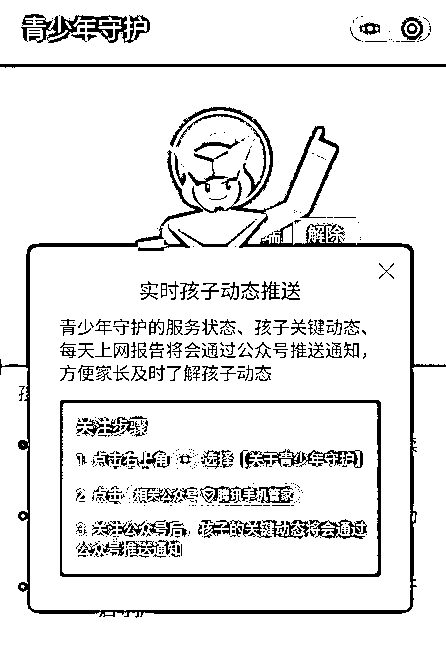 青少年守护
解除
实时孩子动态推送
青少年守护的服务状态、孩子关键动态、
每天上网报告将会通过公众号推送通知，
方便家长及时了解孩子动态
关注步骤
1. 点击右上角 选择【关于青少年守护】
2. 点击 相关公众号 腾讯手机管家
3. 关注公众号后，孩子的关键动态将会通过
公众号推送通知